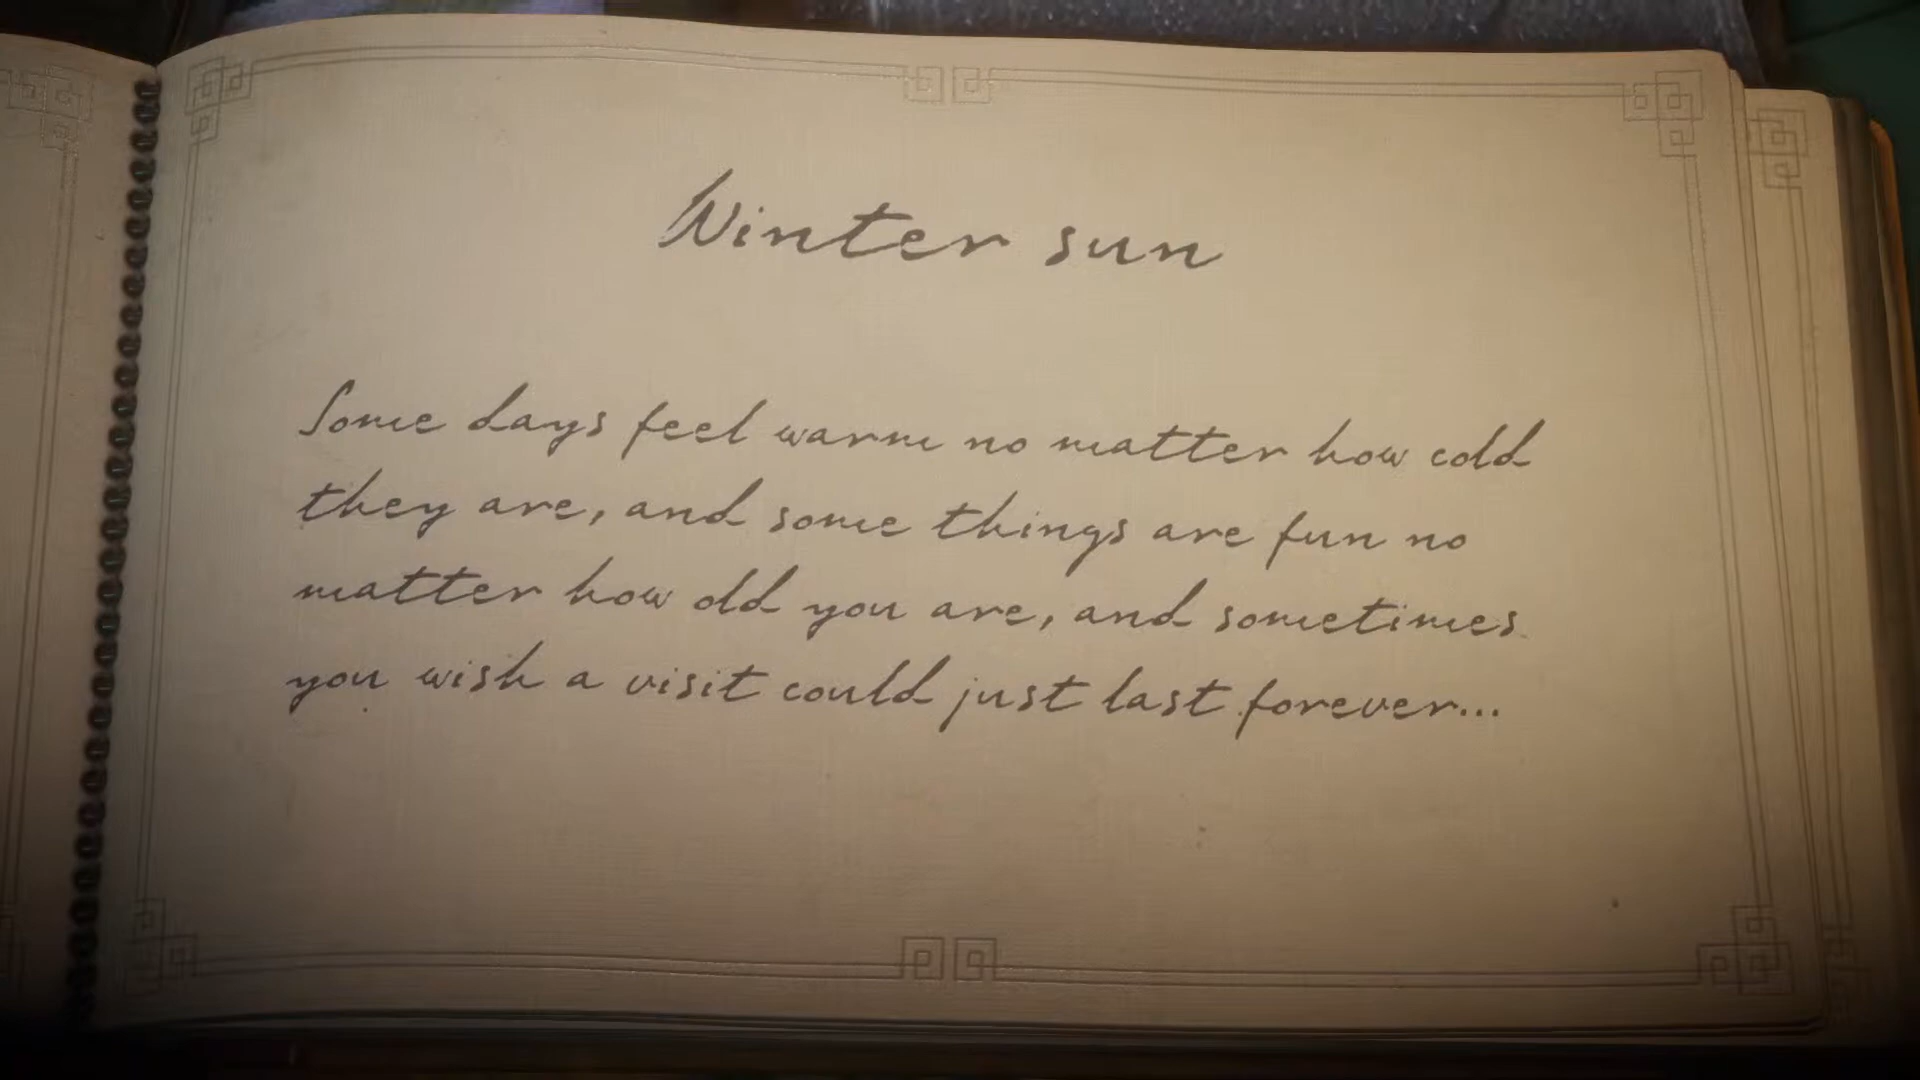 Winter sun
Some days feel warm no matter how cold
they are, and some things are fun no
matter how old you are, and sometimes
you wish a visit could just last forever...